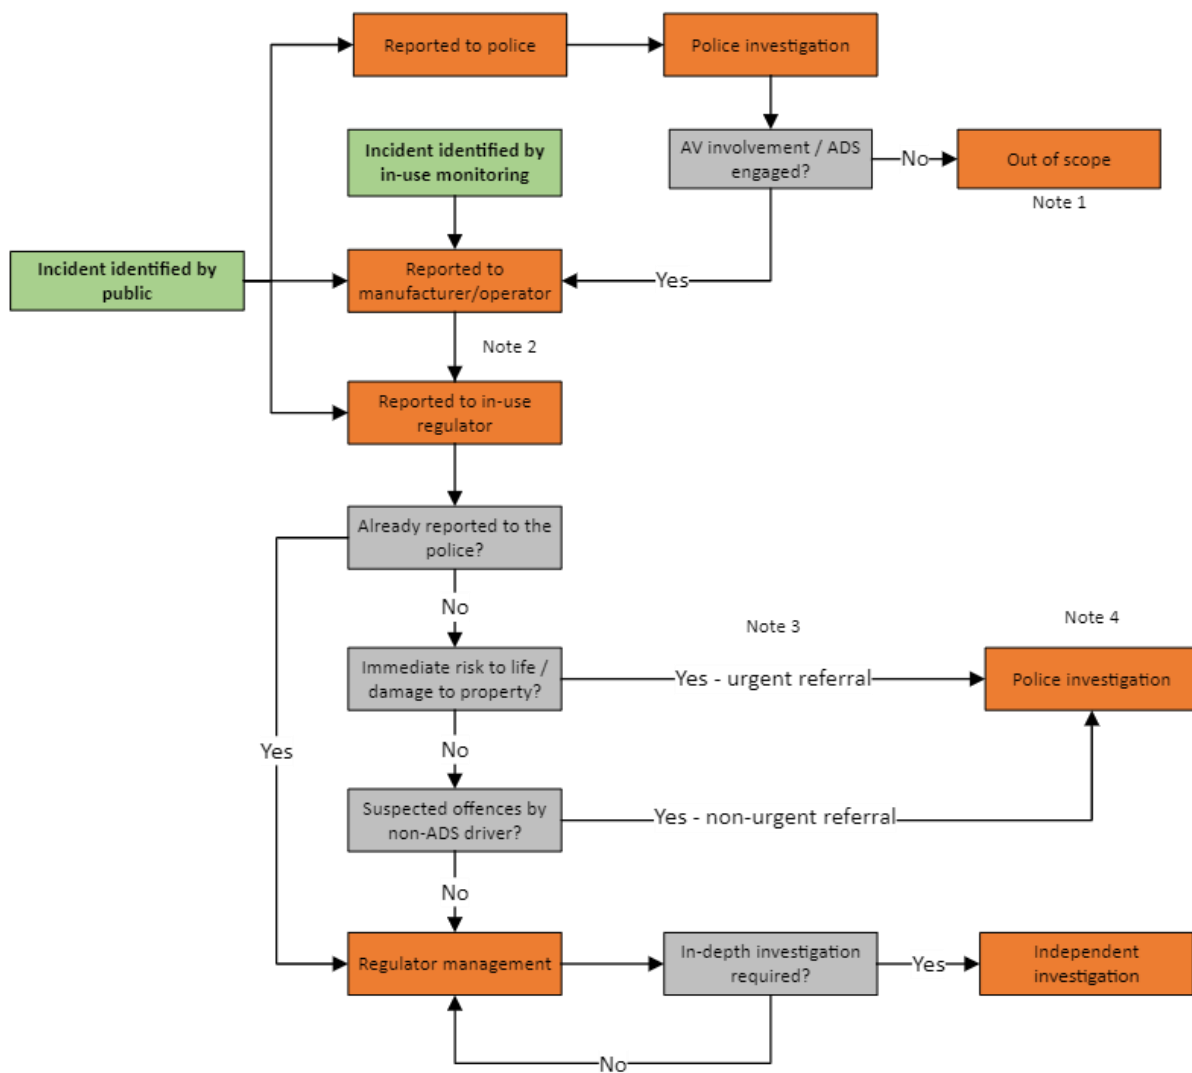 Reported to police
Police investigation
Incident identified by
in-use monitoring
AV involvement / ADS
engaged?
No
Out of scope
Note 1
Incident identified by
public
Reported to
manufacturer/operator
Yes
Note 2
Reported to in-use
regulator
Already reported to the
police?
No
Immediate risk to life /
damage to property?
Note 3
Yes - urgent referral
Note 4
Police investigation
Yes
No
Suspected offences by
non-ADS driver?
Yes - non-urgent referral
No
Regulator management
In-depth investigation
required?
Yes
Independent
investigation
No